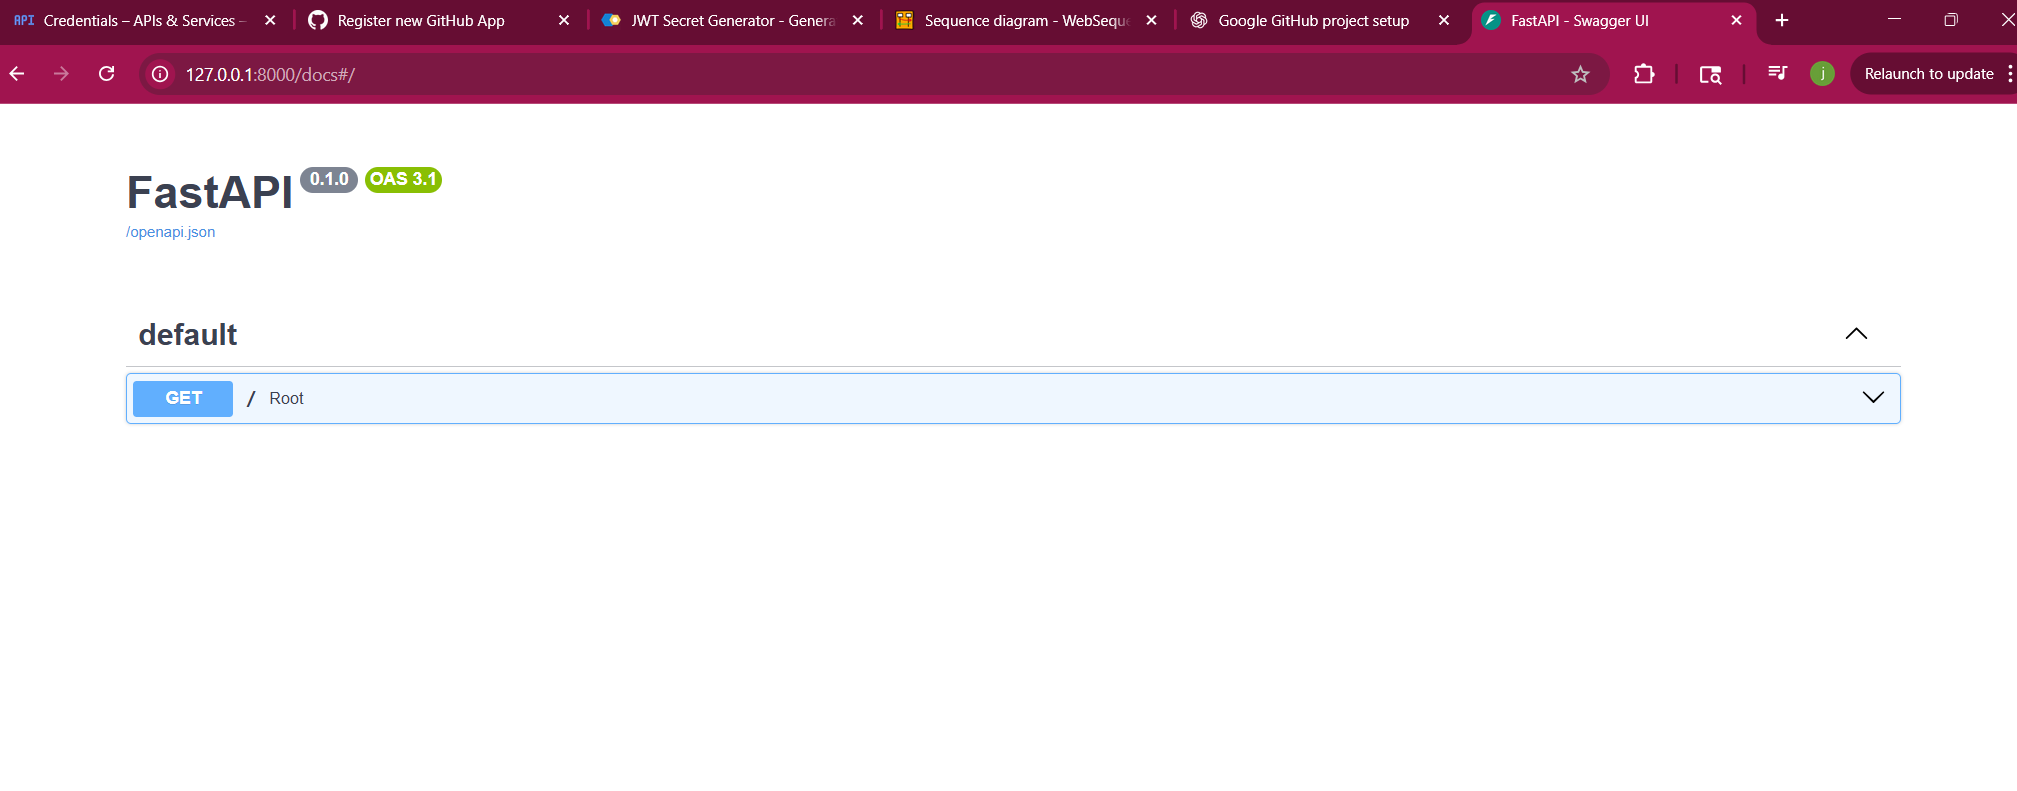 API Credentials – APIs & Services –
Register new GitHub App
JWT Secret Generator - Genera
Sequence diagram - WebSeque
Google GitHub project setup
FastAPI - Swagger UI
127.0.0.1:8000/docs#/
j
Relaunch to update
FastAPI 0.1.0 OAS 3.1
/openapi.json
default
GET / Root